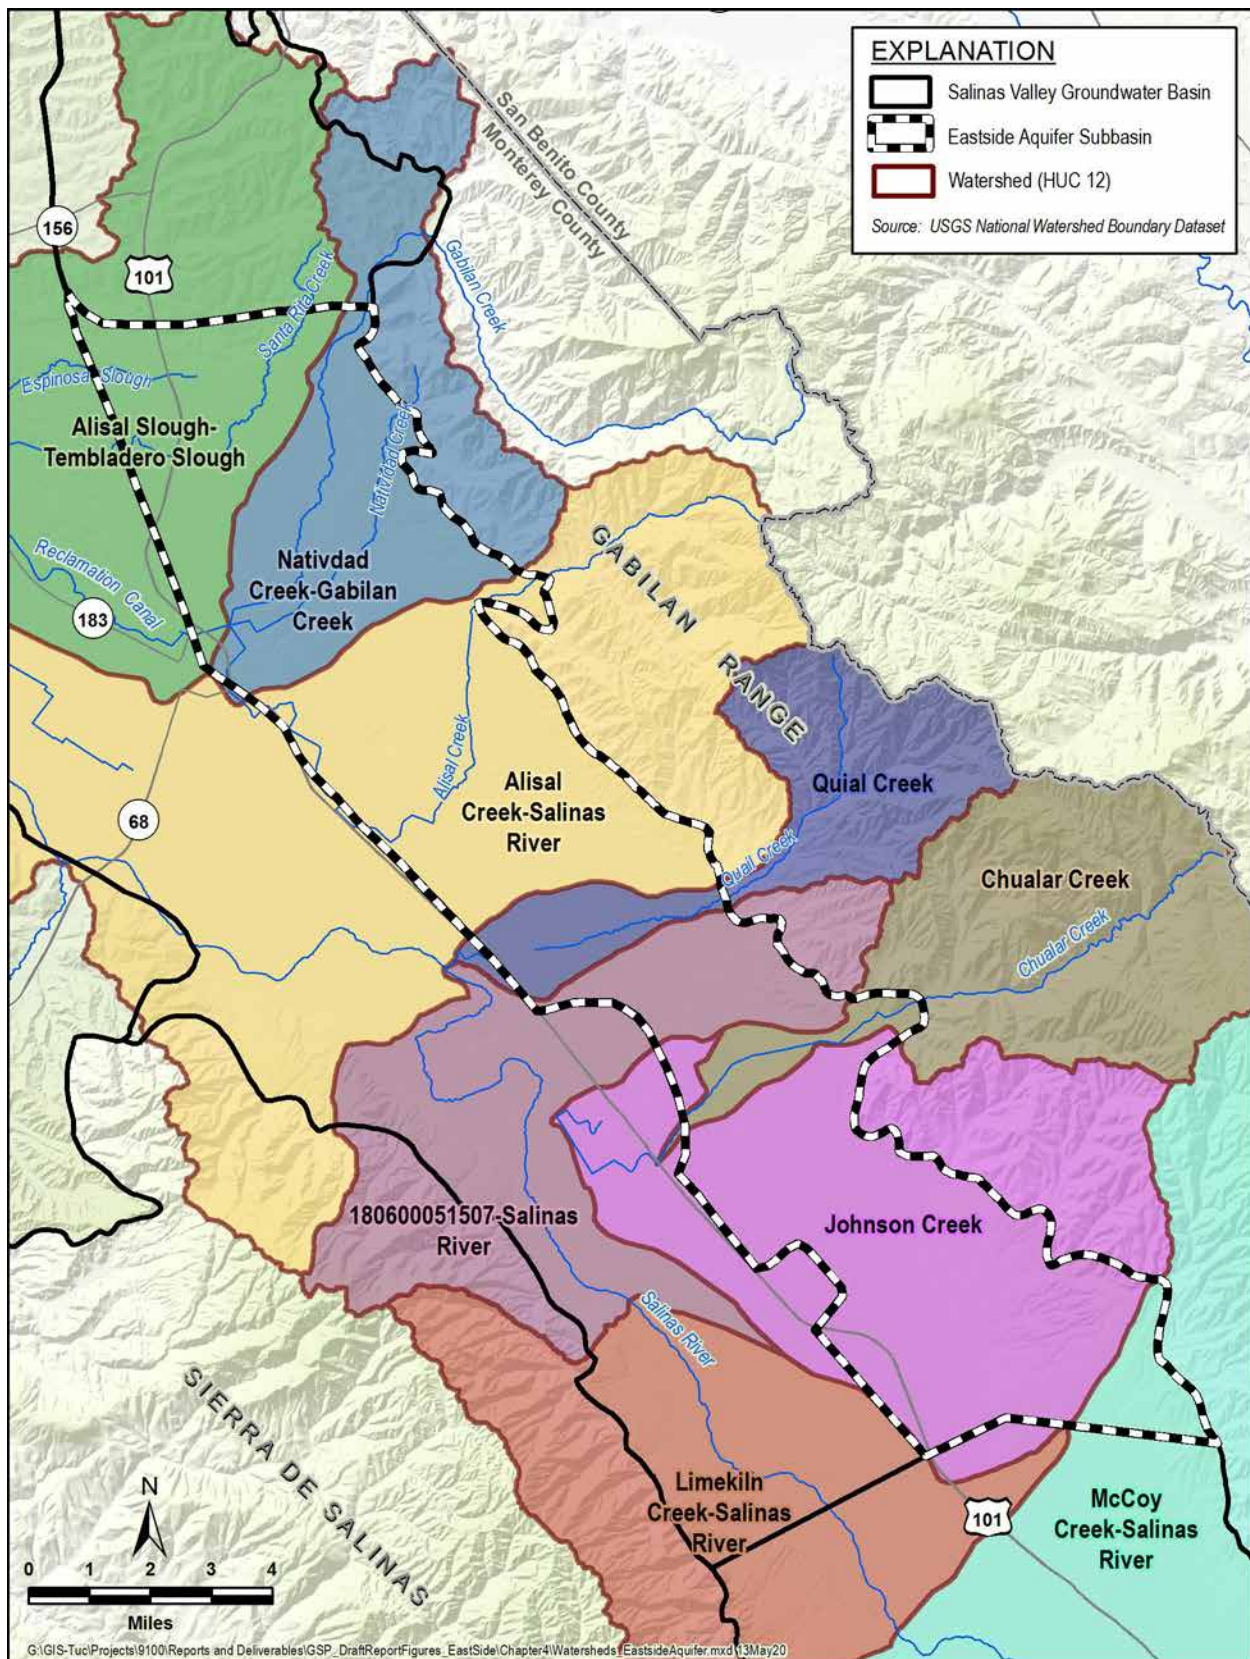 EXPLANATION
Salinas Valley Groundwater Basin
Eastside Aquifer Subbasin
Watershed (HUC 12)
Source: USGS National Watershed Boundary Dataset
San Benito County
Monterey County
156
101
Santa Rita Creek
Gabilan Creek
Espinosa Slough
Alisal Slough-
Tembladero Slough
Natividad Creek
Reclamation Canal
183
Nativdad
Creek-Gabilan
Creek
GABILAN RANGE
Alisal Creek
Alisal
Creek-Salinas
River
68
Quial Creek
Quail Creek
Chualar Creek
Chualar Creek
180600051507-Salinas
River
Johnson Creek
Salinas River
SIERRA DE SALINAS
Limekiln
Creek-Salinas
River
101
McCoy
Creek-Salinas
River
N
0 1 2 3 4
Miles
G:\GIS-Tuc\Projects\9100\Reports and Deliverables\GSP_DraftReportFigures_EastSide\Chapter4\Watersheds_EastsideAquifer.mxd 13May20